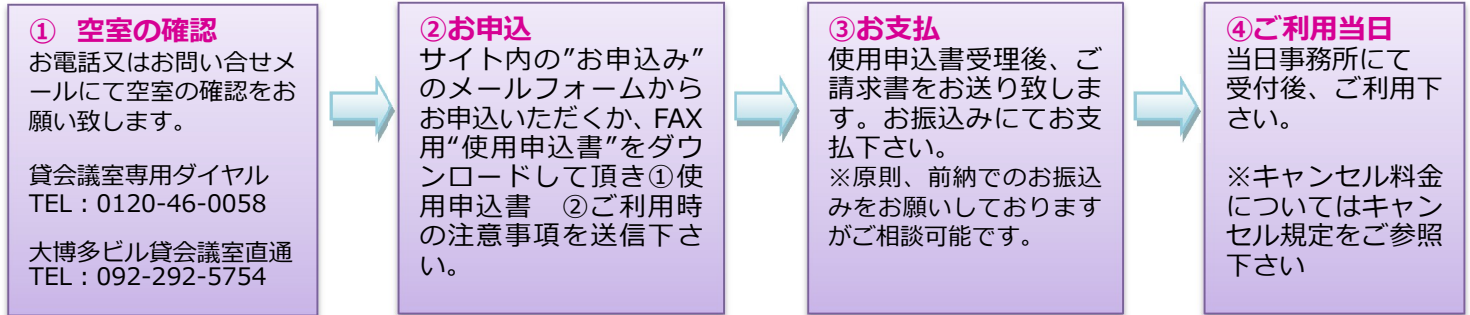 ① 空室の確認
お電話又はお問い合せメ
ールにて空室の確認をお
願い致します。
貸会議室専用ダイヤル
TEL：0120-46-0058
大博多ビル貸会議室直通
TEL：092-292-5754
②お申込
サイト内の”お申込み”
のメールフォームから
お申込いただくか、FAX
用“使用申込書”をダウ
ンロードして頂き①使
用申込書　②ご利用時
の注意事項を送信下さ
い。
③お支払
使用申込書受理後、ご
請求書をお送り致しま
す。お振込みにてお支
払下さい。
※原則、前納でのお振込
みをお願いしております
がご相談可能です。
④ご利用当日
当日事務所にて
受付後、ご利用下
さい。
※キャンセル料金
についてはキャン
セル規定をご参照
下さい